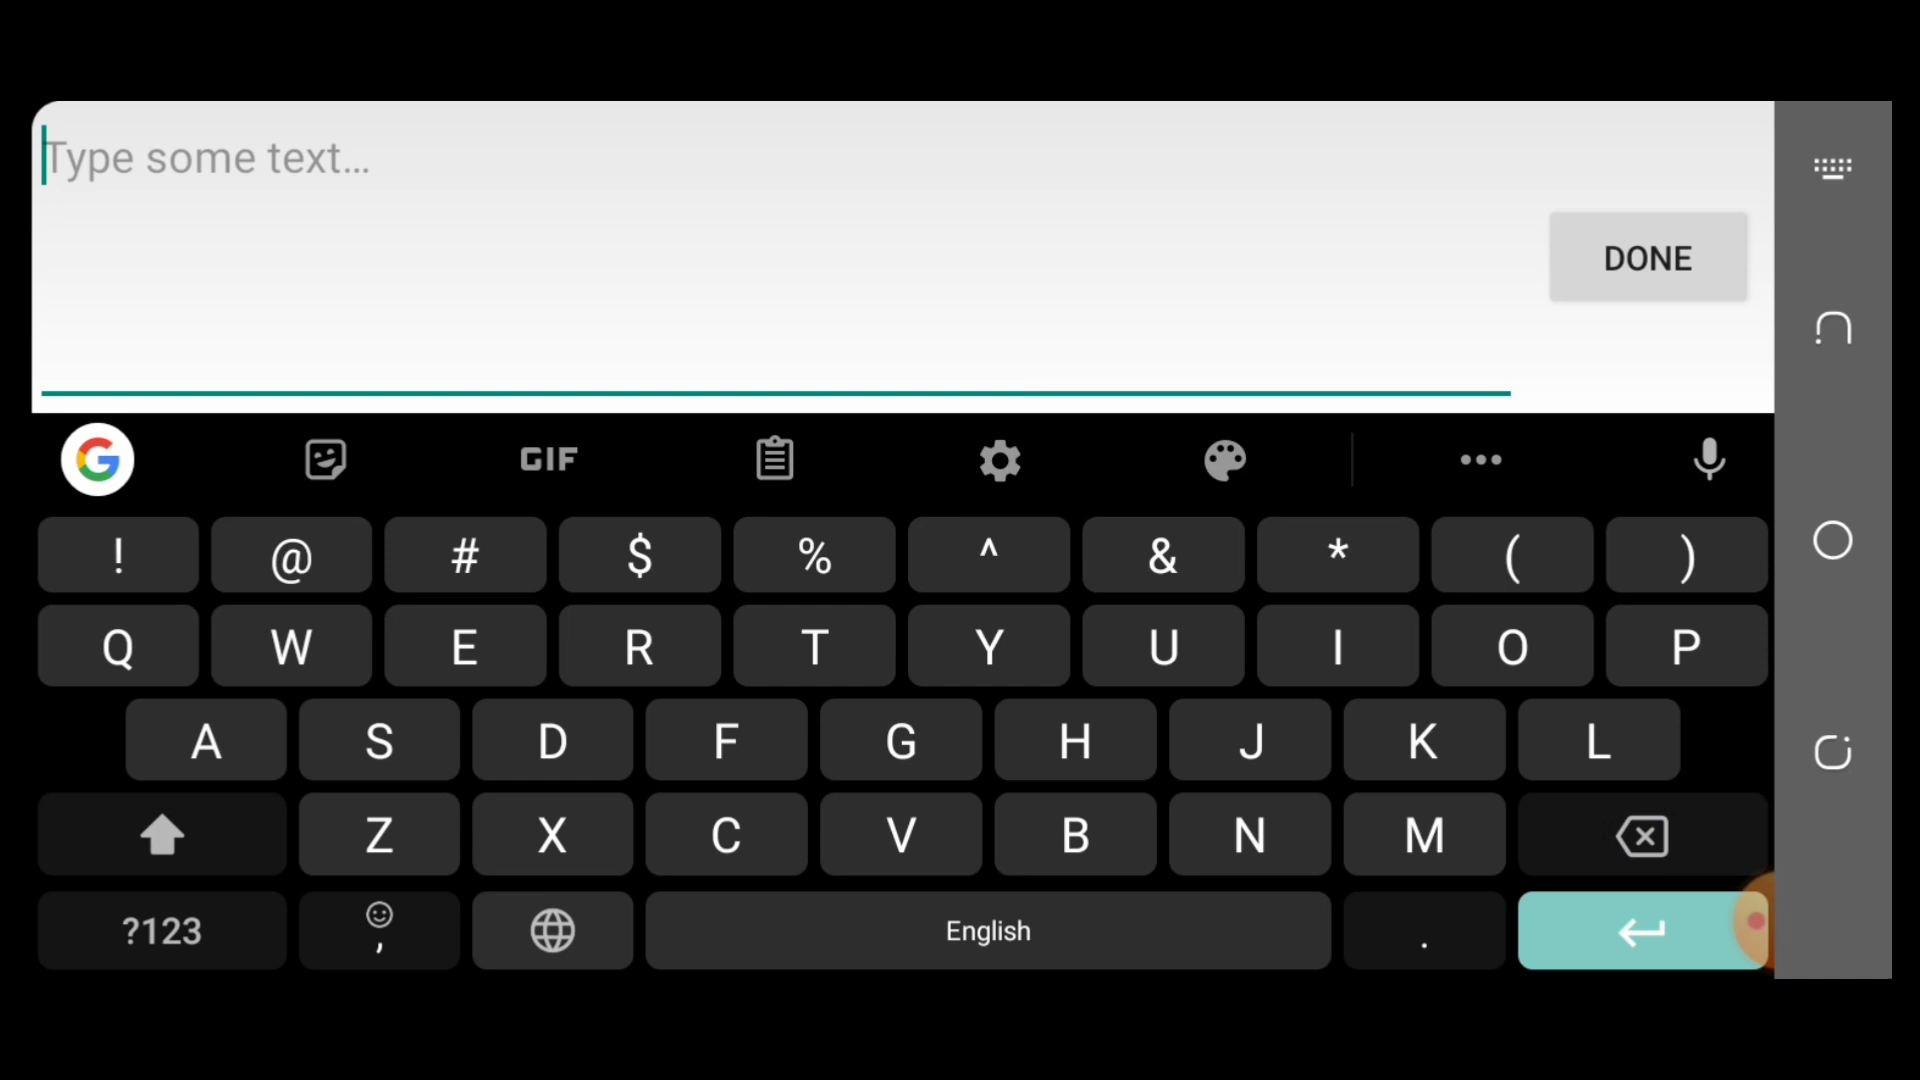 Type some text...
DONE
G GIF
! @ # $ % ^ & * ( )
Q W E R T Y U I O P
A S D F G H J K L
Z X C V B N M
?123 , English .